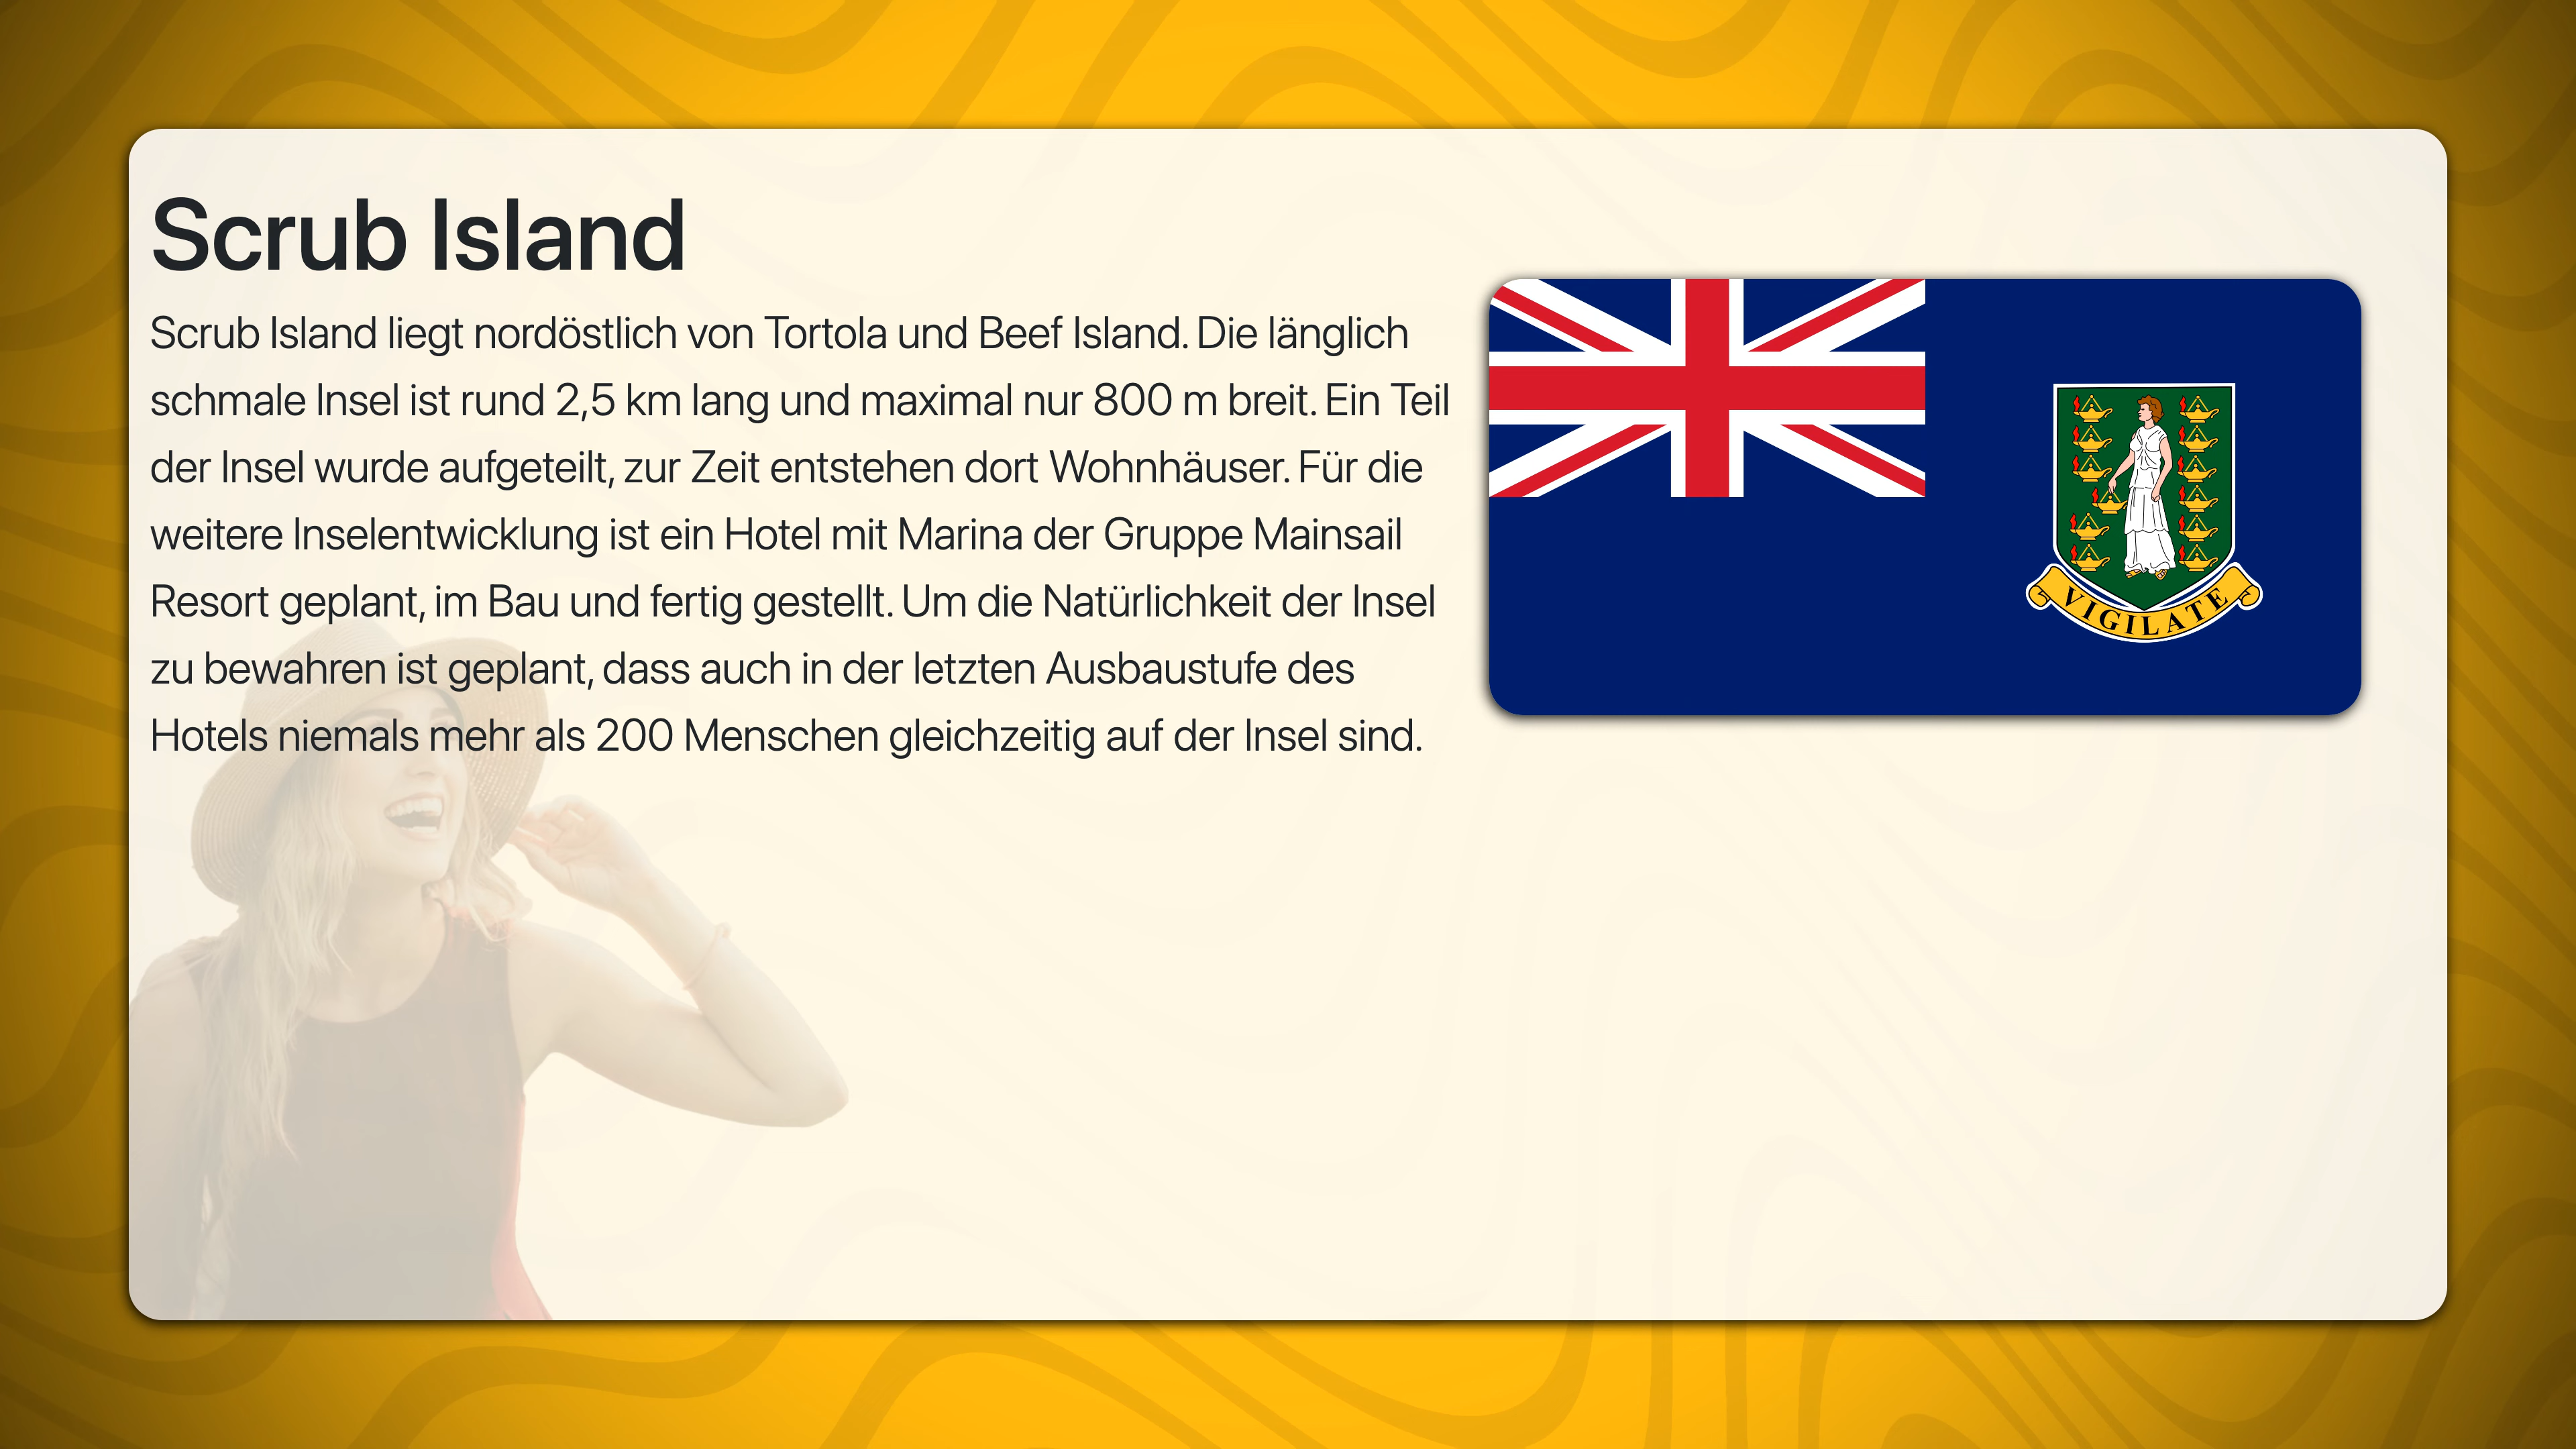 Scrub Island
Scrub Island liegt nordöstlich von Tortola und Beef Island. Die länglich
schmale Insel ist rund 2,5 km lang und maximal nur 800 m breit. Ein Teil
der Insel wurde aufgeteilt, zur Zeit entstehen dort Wohnhäuser. Für die
weitere Inselentwicklung ist ein Hotel mit Marina der Gruppe Mainsail
Resort geplant, im Bau und fertig gestellt. Um die Natürlichkeit der Insel
zu bewahren ist geplant, dass auch in der letzten Ausbaustufe des
Hotels niemals mehr als 200 Menschen gleichzeitig auf der Insel sind.
VIGILATE